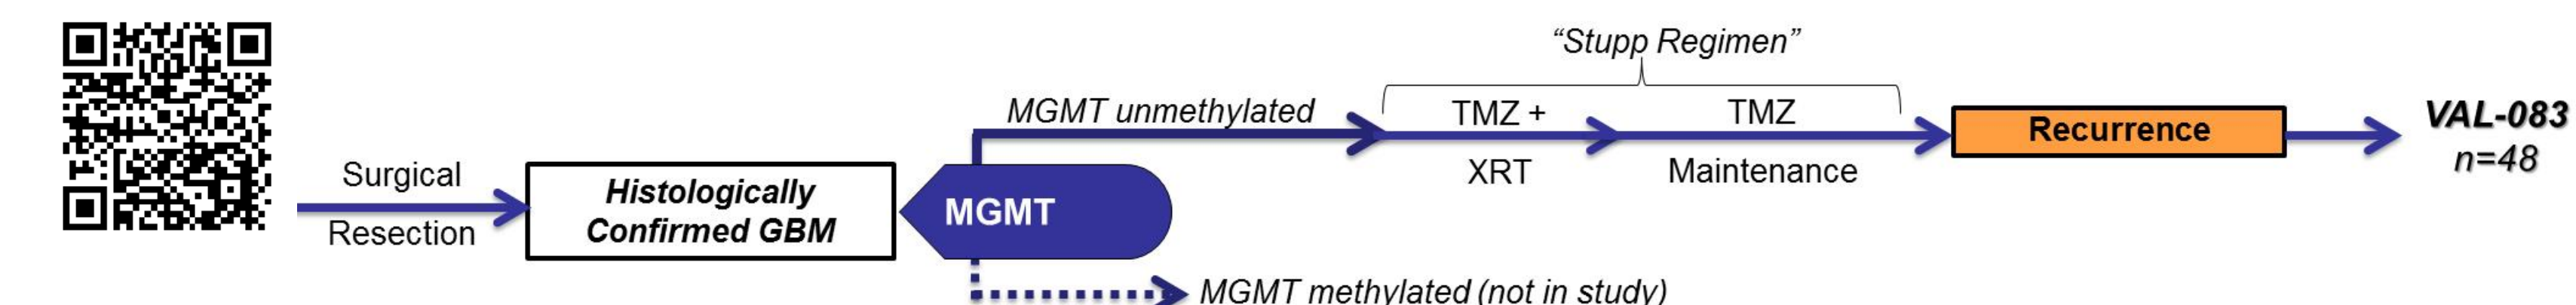 "Stupp Regimen"
MGMT unmethylated
TMZ +
XRT
TMZ
Maintenance
Recurrence
VAL-083
n=48
Surgical
Resection
Histologically
Confirmed GBM
MGMT
MGMT methylated (not in study)